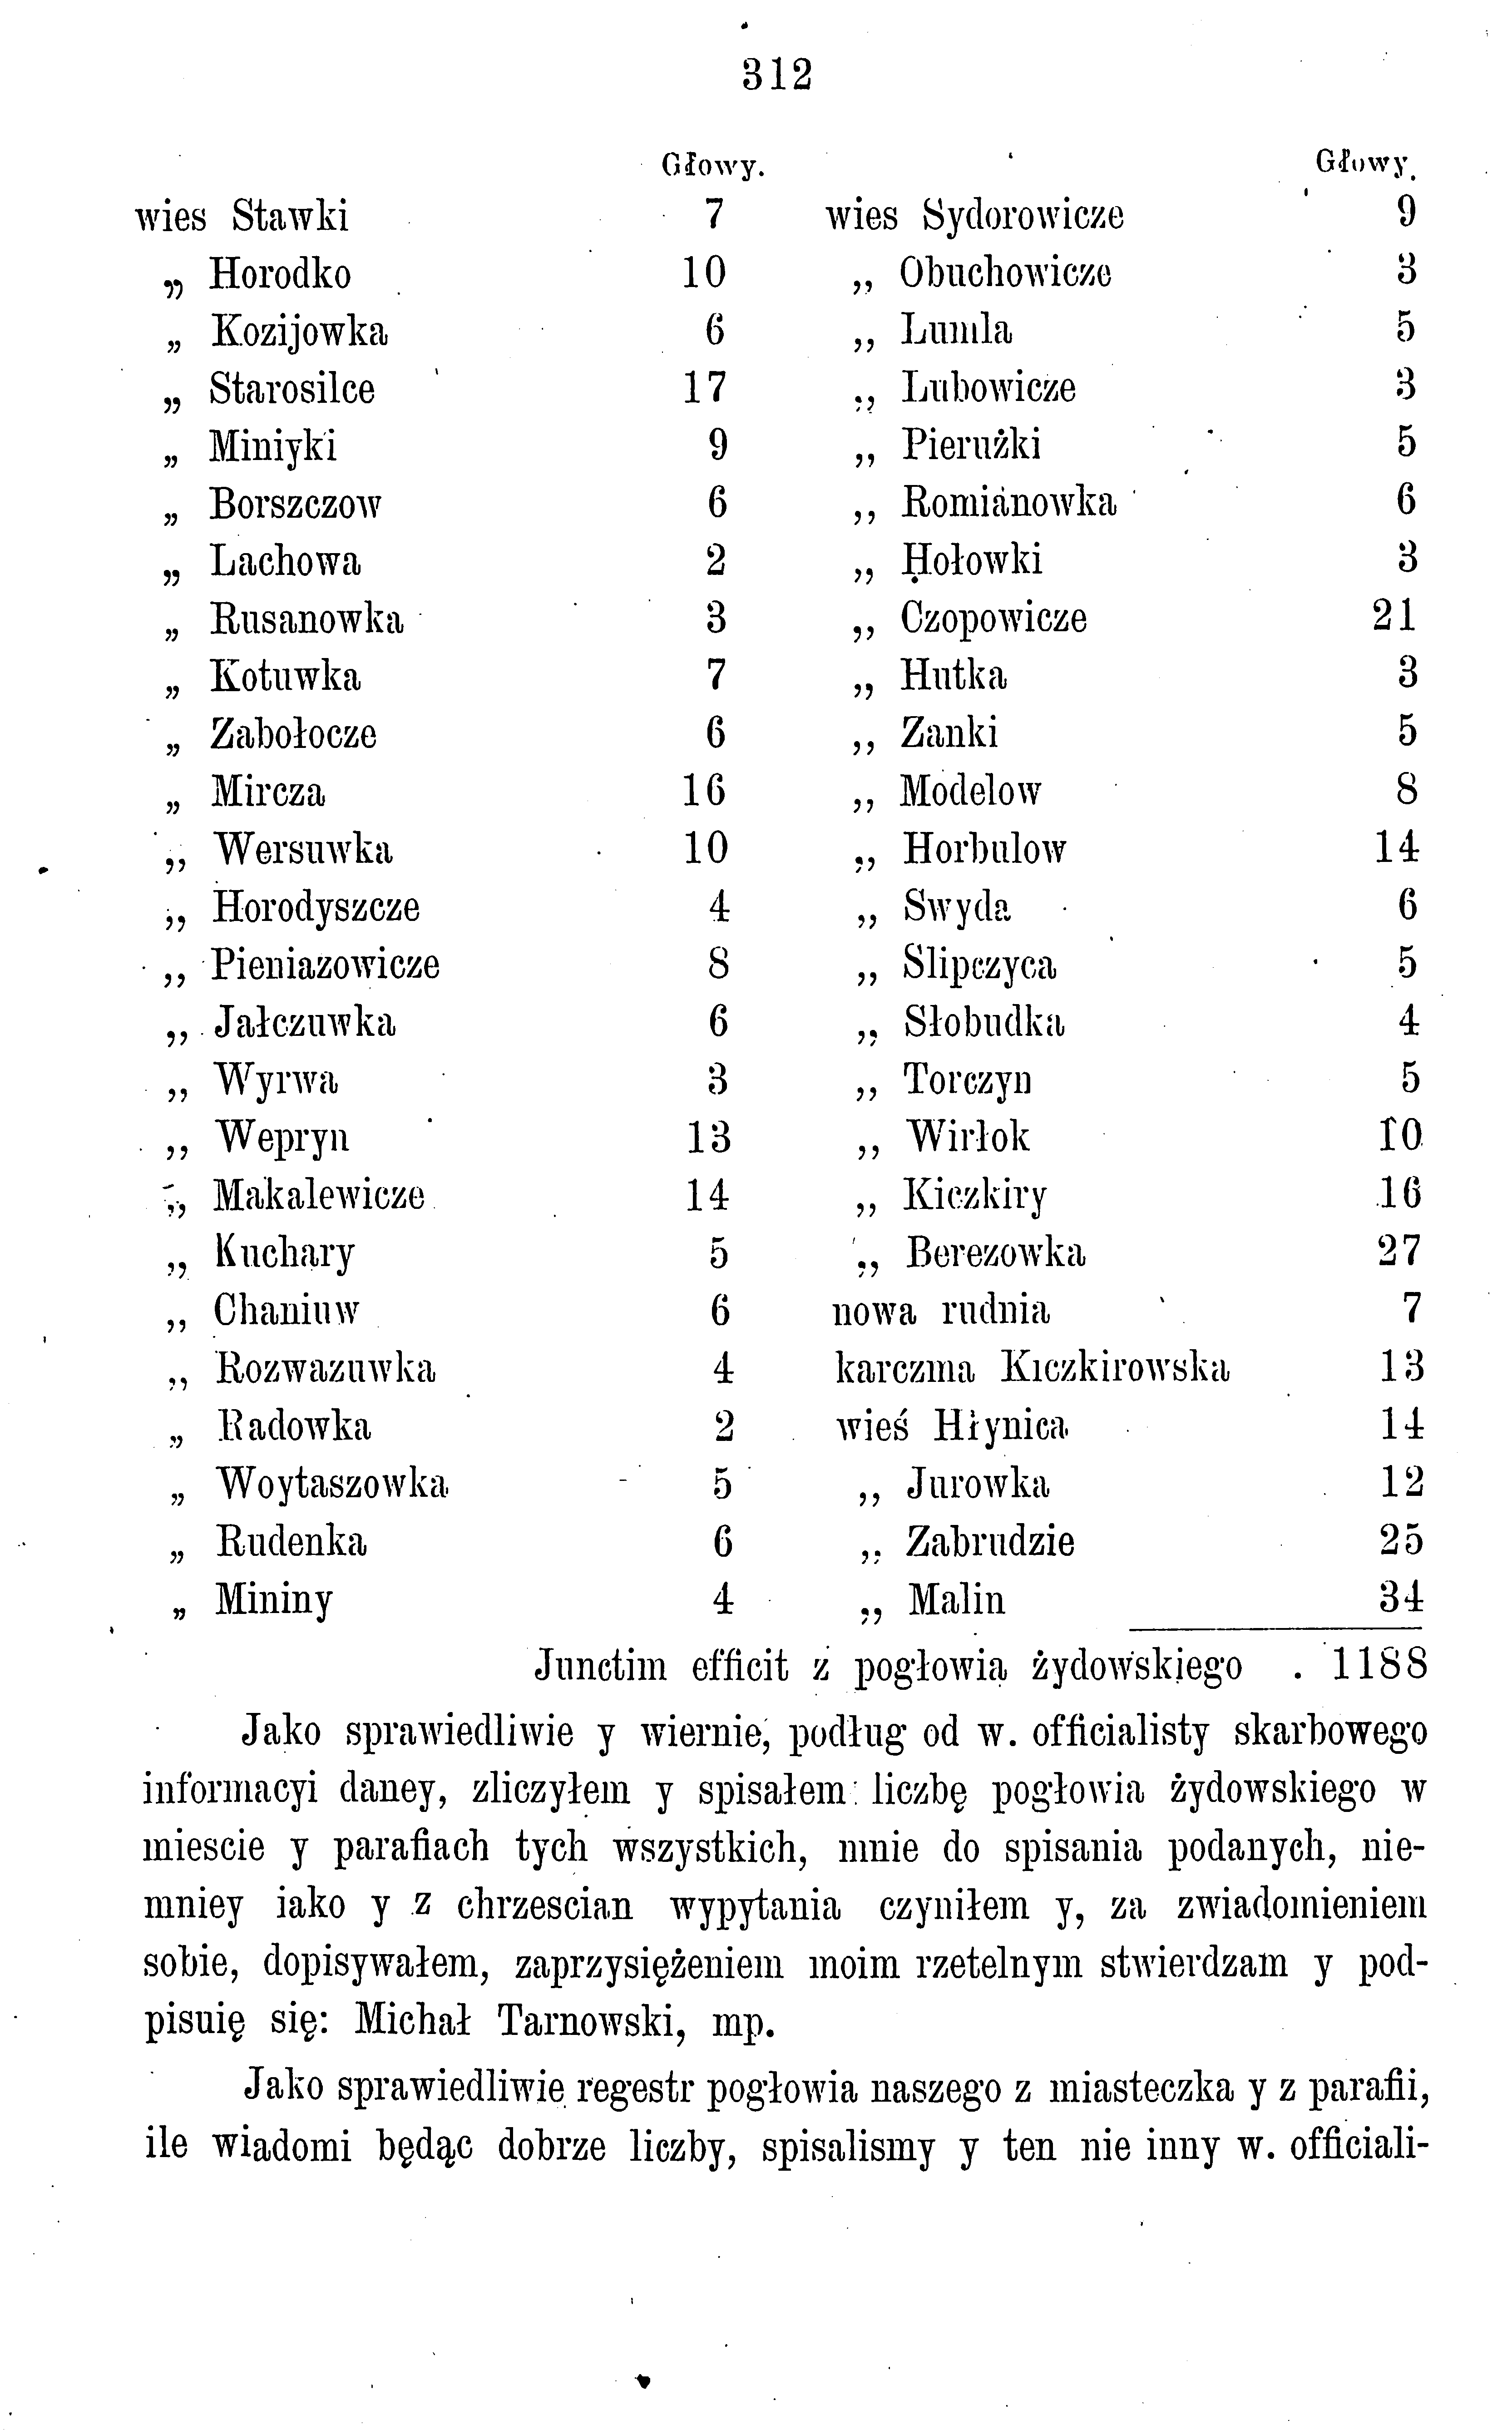 312
Głowy.
wies Stawki 7
„ Horodko 10
„ Kozijowka 6
„ Starosilce 17
„ Miniyki 9
„ Borszczow 6
„ Lachowa 2
„ Rusanowka 3
„ Kotuwka 7
„ Zabołocze 6
„ Mircza 16
„ Wersuwka 10
„ Horodyszcze 4
„ Pieniazowicze 8
„ Jałczuwka 6
„ Wyrwa 3
„ Wepryn 13
„ Makalewicze 14
„ Kuchary 5
„ Chaniuw 6
„ Rozwazuwka 4
„ Radowka 2
„ Woytaszowka 5
„ Rudenka 6
„ Mininy 4
Głowy.
wies Sydorowicze 9
„ Obuchowicze 3
„ Lumla 5
„ Lubowicze 3
„ Pierużki 5
„ Romianowka 6
„ Hołowki 3
„ Czopowicze 21
„ Hutka 3
„ Zanki 5
„ Modelow 8
„ Horbulow 14
„ Swyda 6
„ Slipczyca 5
„ Słobudka 4
„ Torczyn 5
„ Wirłok 10
„ Kiczkiry 16
„ Berezowka 27
nowa rudnia 7
karczma Kiczkirowska 13
wieś Hłynica 14
„ Jurowka 12
„ Zabrudzie 25
„ Malin 34
Junctim efficit z pogłowia żydowskiego . 1188
Jako sprawiedliwie y wiernie, podług od w. officialisty skarbowego
informacyi daney, zliczyłem y spisałem liczbę pogłowia żydowskiego w
miescie y parafiach tych wszystkich, mnie do spisania podanych, nie-
mniey iako y z chrzescian wypytania czyniłem y, za zwiadomieniem
sobie, dopisywałem, zaprzysiężeniem moim rzetelnym stwierdzam y pod-
pisuię się: Michał Tarnowski, mp.
Jako sprawiedliwie regestr pogłowia naszego z miasteczka y z parafii,
ile wiadomi będąc dobrze liczby, spisalismy y ten nie inny w. officiali-